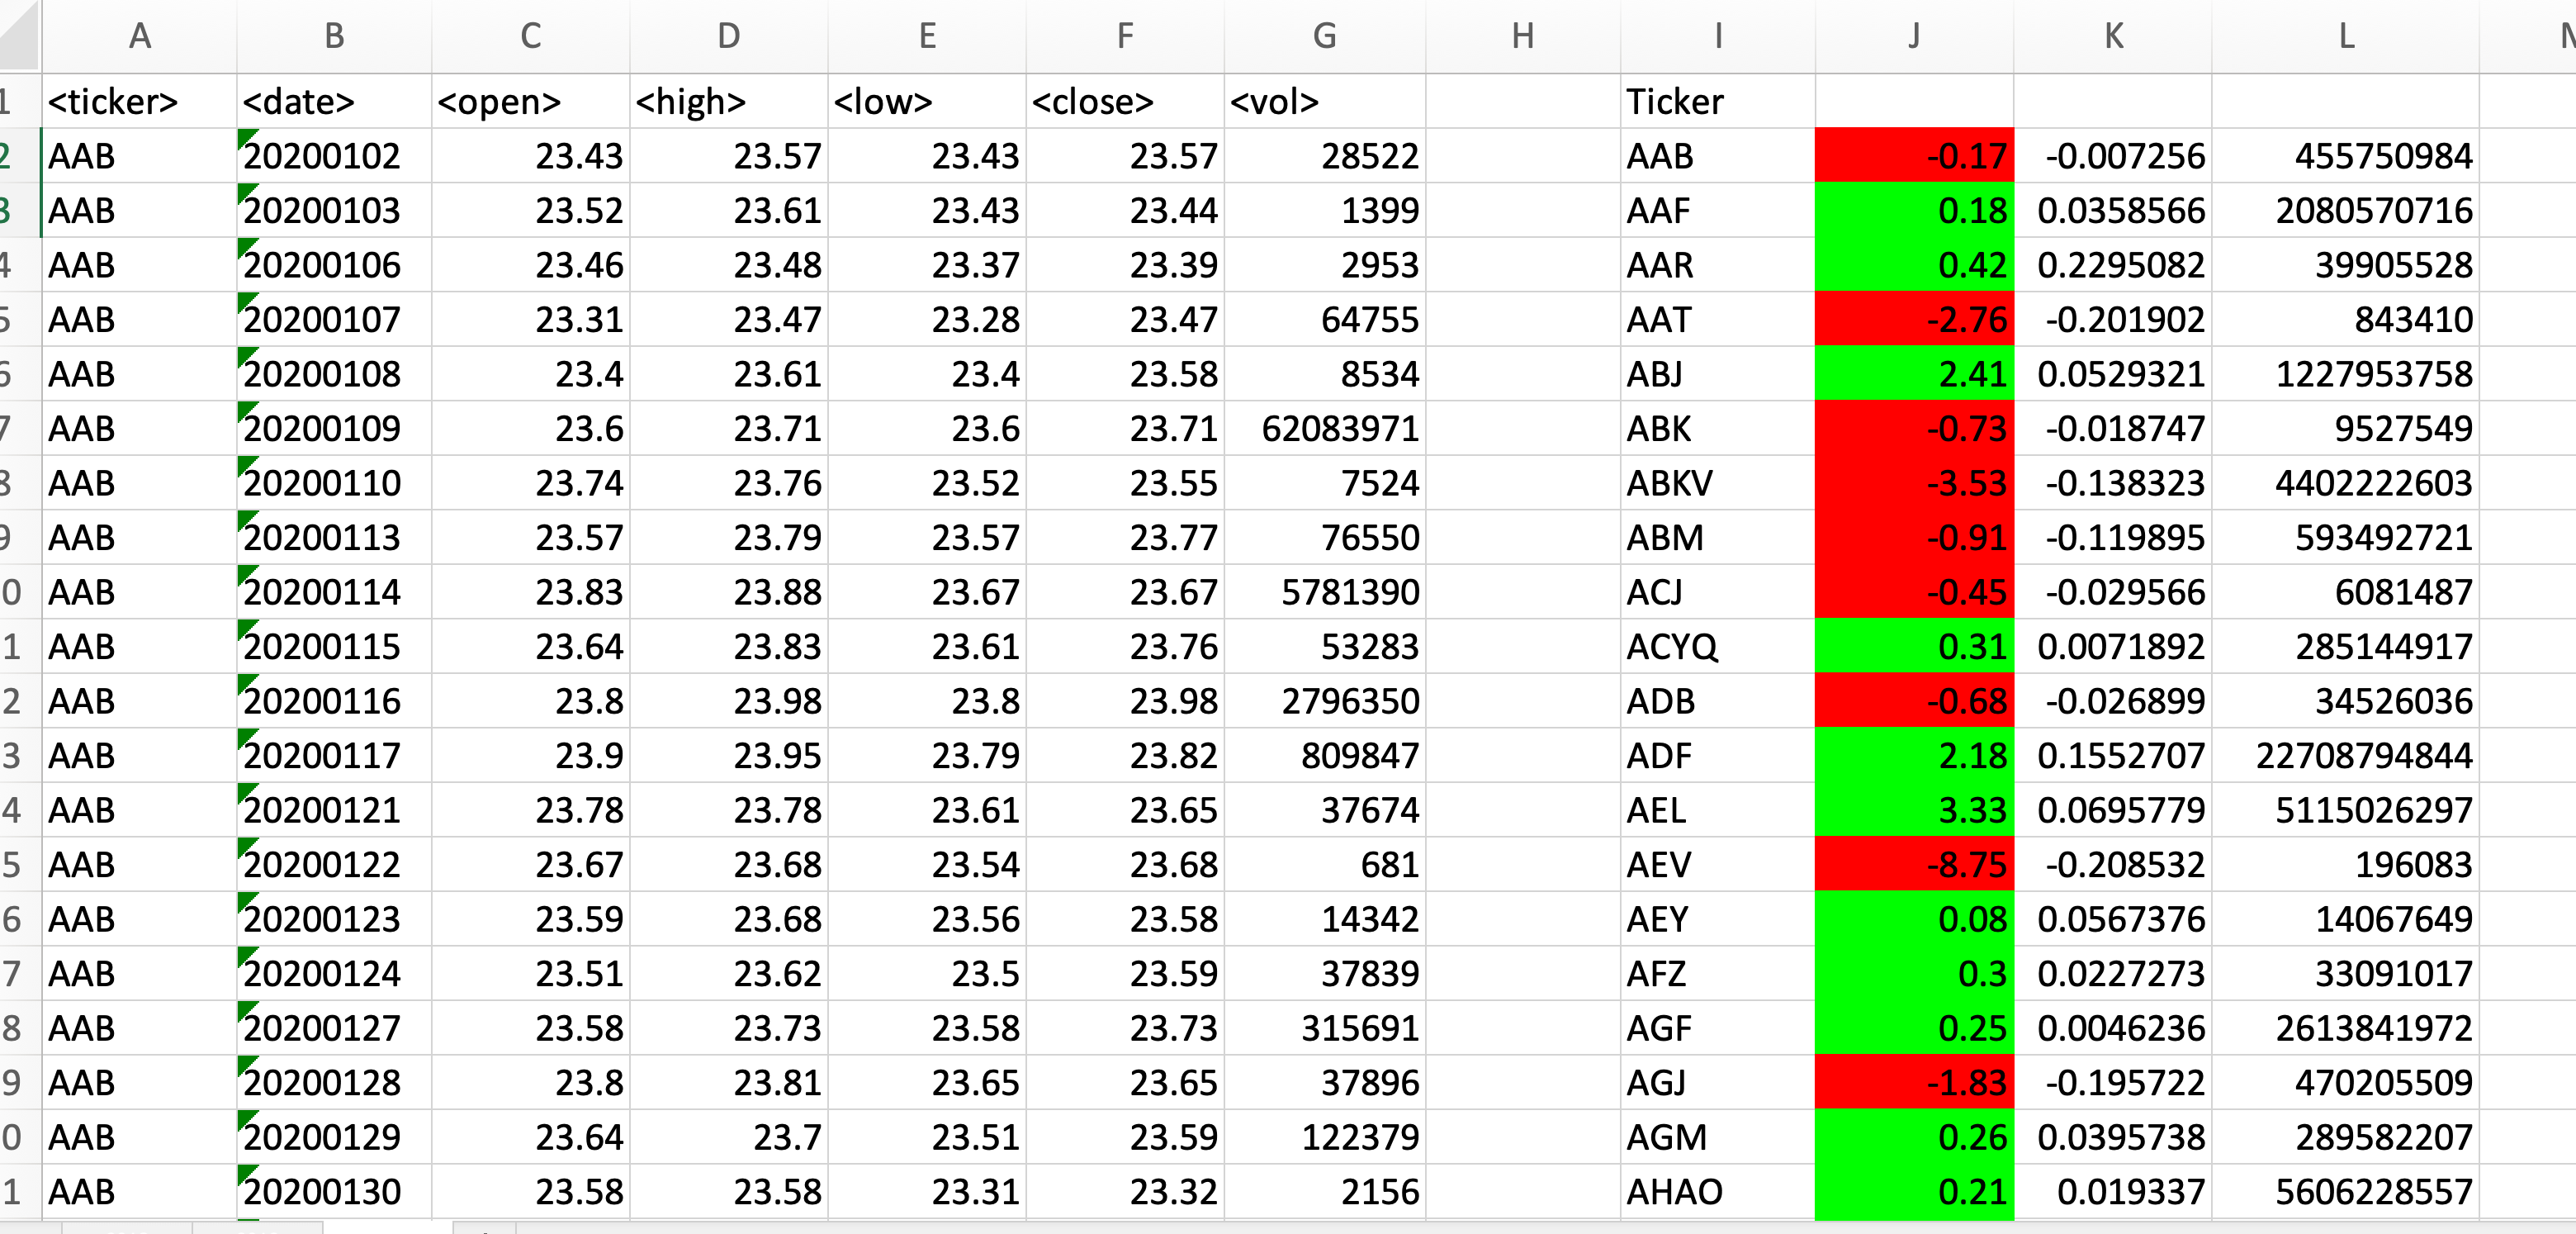 A B C D E F G H I J K L
1 <ticker> <date> <open> <high> <low> <close> <vol> Ticker
2 AAB 20200102 23.43 23.57 23.43 23.57 28522 AAB -0.17 -0.007256 455750984
3 AAB 20200103 23.52 23.61 23.43 23.44 1399 AAF 0.18 0.0358566 2080570716
4 AAB 20200106 23.46 23.48 23.37 23.39 2953 AAR 0.42 0.2295082 39905528
5 AAB 20200107 23.31 23.47 23.28 23.47 64755 AAT -2.76 -0.201902 843410
6 AAB 20200108 23.4 23.61 23.4 23.58 8534 ABJ 2.41 0.0529321 1227953758
7 AAB 20200109 23.6 23.71 23.6 23.71 62083971 ABK -0.73 -0.018747 9527549
8 AAB 20200110 23.74 23.76 23.52 23.55 7524 ABKV -3.53 -0.138323 4402222603
9 AAB 20200113 23.57 23.79 23.57 23.77 76550 ABM -0.91 -0.119895 593492721
0 AAB 20200114 23.83 23.88 23.67 23.67 5781390 ACJ -0.45 -0.029566 6081487
1 AAB 20200115 23.64 23.83 23.61 23.76 53283 ACYQ 0.31 0.0071892 285144917
2 AAB 20200116 23.8 23.98 23.8 23.98 2796350 ADB -0.68 -0.026899 34526036
3 AAB 20200117 23.9 23.95 23.79 23.82 809847 ADF 2.18 0.1552707 22708794844
4 AAB 20200121 23.78 23.78 23.61 23.65 37674 AEL 3.33 0.0695779 5115026297
5 AAB 20200122 23.67 23.68 23.54 23.68 681 AEV -8.75 -0.208532 196083
6 AAB 20200123 23.59 23.68 23.56 23.58 14342 AEY 0.08 0.0567376 14067649
7 AAB 20200124 23.51 23.62 23.5 23.59 37839 AFZ 0.3 0.0227273 33091017
8 AAB 20200127 23.58 23.73 23.58 23.73 315691 AGF 0.25 0.0046236 2613841972
9 AAB 20200128 23.8 23.81 23.65 23.65 37896 AGJ -1.83 -0.195722 470205509
0 AAB 20200129 23.64 23.7 23.51 23.59 122379 AGM 0.26 0.0395738 289582207
1 AAB 20200130 23.58 23.58 23.31 23.32 2156 AHAO 0.21 0.019337 5606228557